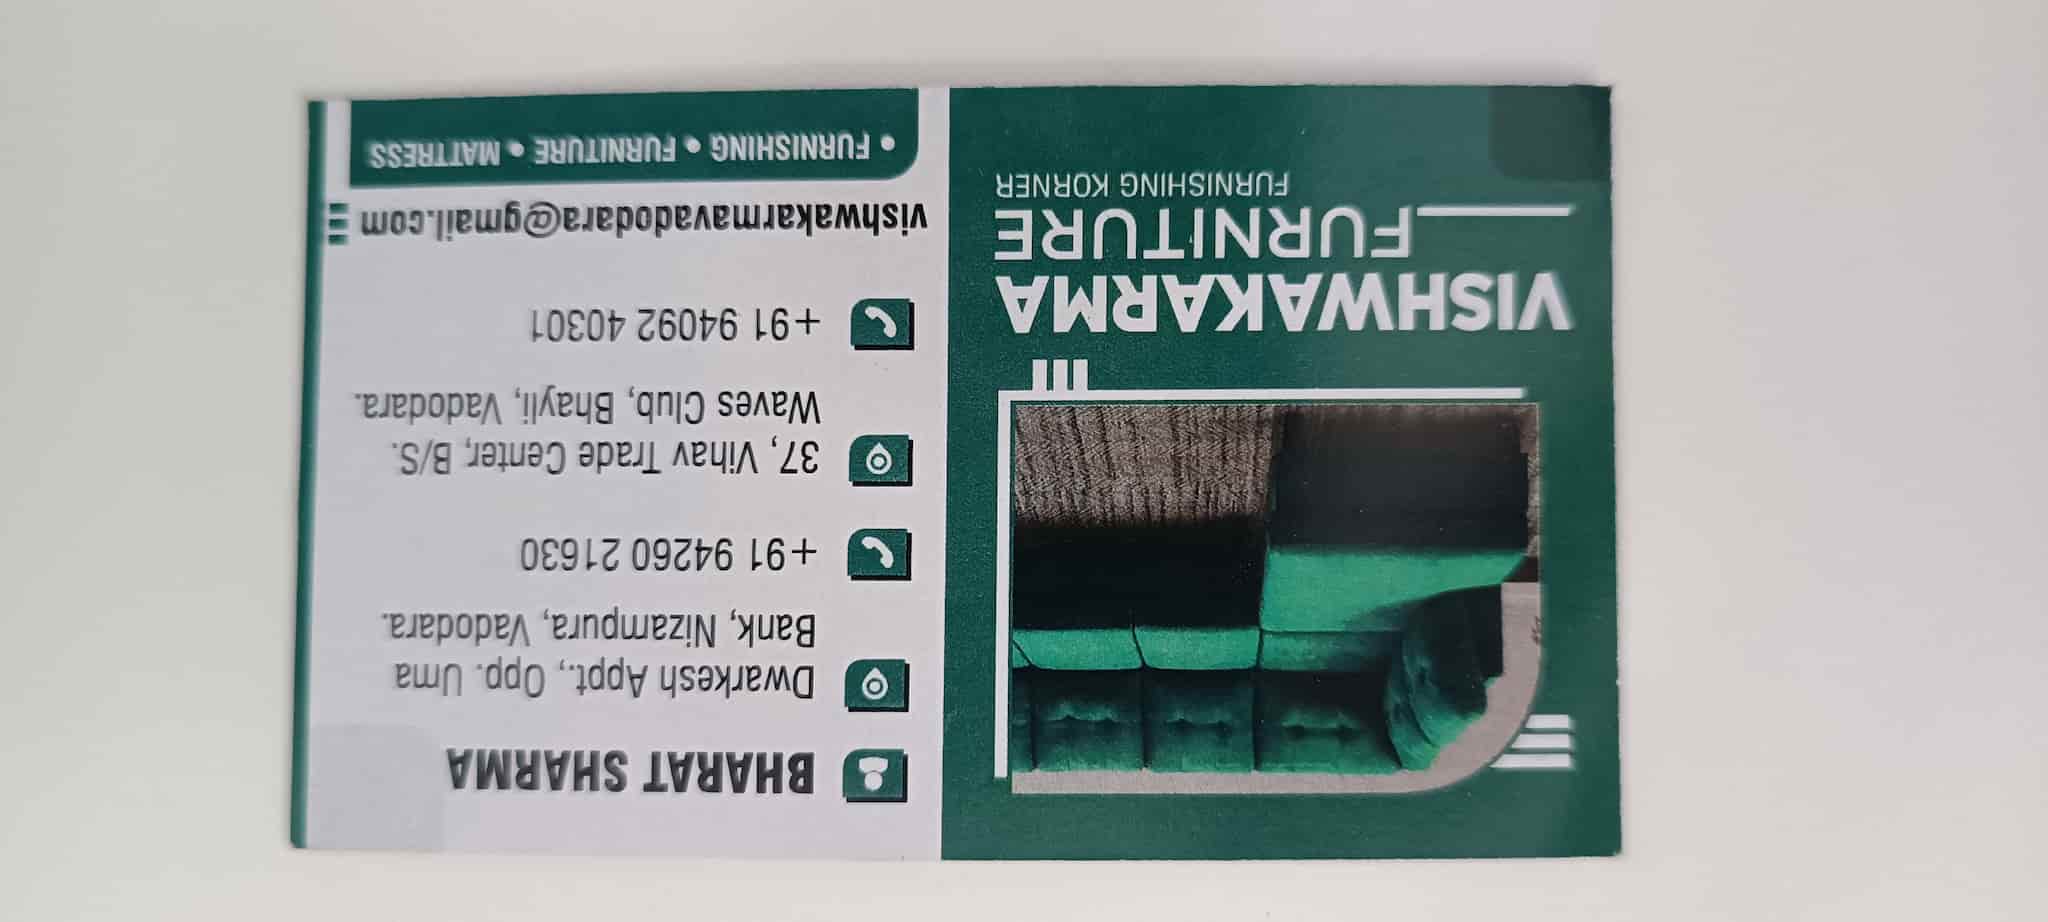 VISHWAKARMA
FURNITURE
FURNISHING KORNER
BHARAT SHARMA
Dwarkesh Appt., Opp. Uma
Bank, Nizampura, Vadodara.
+91 94260 21630
37, Vihav Trade Center, B/S.
Waves Club, Bhayli, Vadodara.
+91 94092 40301
vishwakarmavadodara@gmail.com
• FURNISHING • FURNITURE • MATTRESS